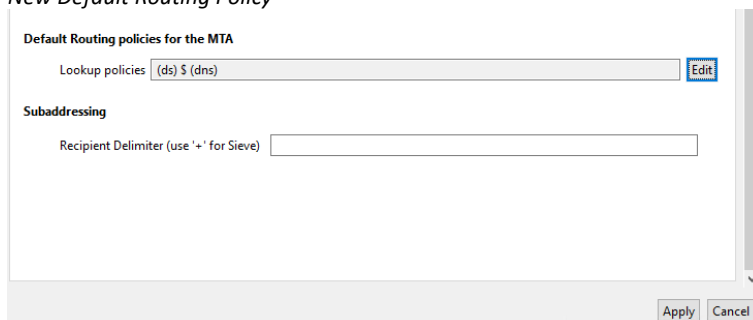 New Default Routing Policy
Default Routing policies for the MTA
Lookup policies (ds) $ (dns) Edit
Subaddressing
Recipient Delimiter (use '+' for Sieve)
Apply Cancel